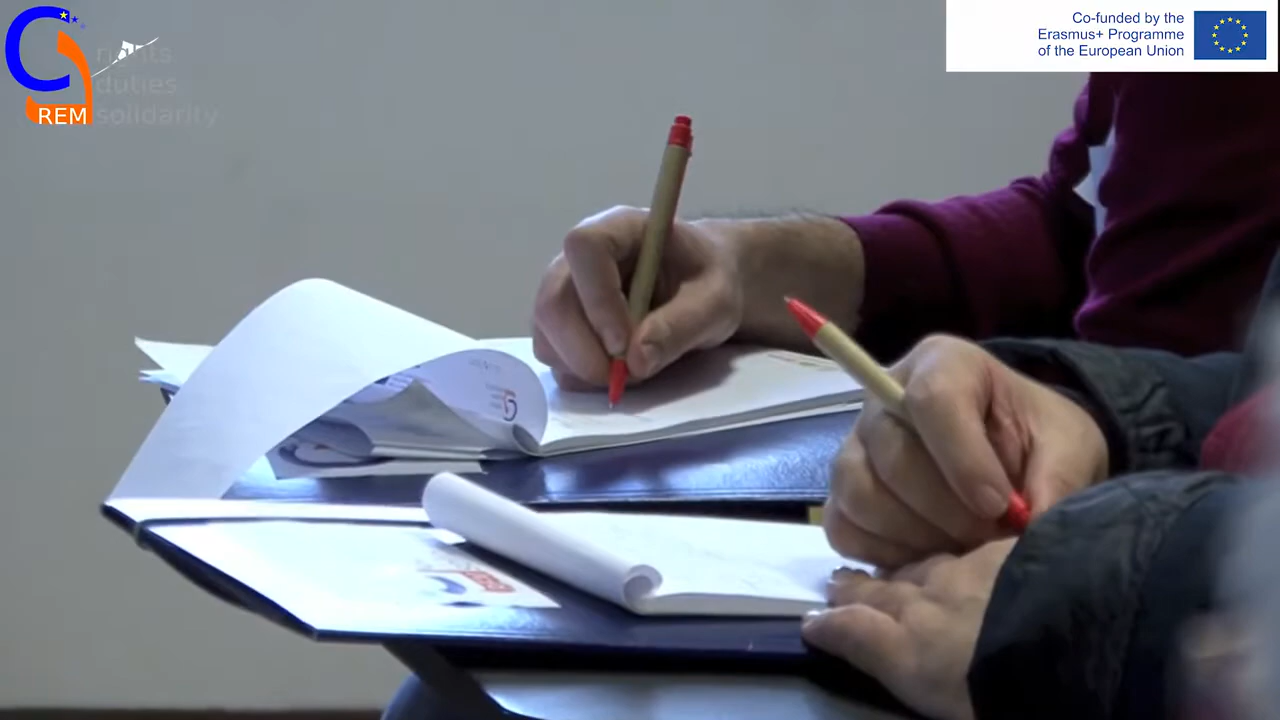 REM
rights
duties
solidarity
Co-funded by the
Erasmus+ Programme
of the European Union